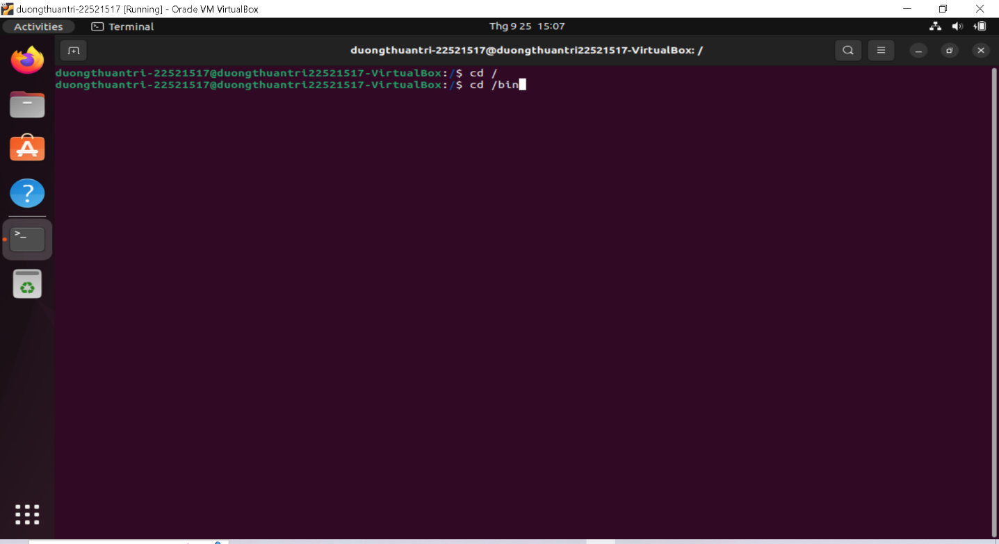 duongthuantri-22521517 [Running] - Oracle VM VirtualBox
Activities Terminal Thg 9 25 15:07
duongthuantri-22521517@duongthuantri22521517-VirtualBox: /
duongthuantri-22521517@duongthuantri22521517-VirtualBox:/$ cd /
duongthuantri-22521517@duongthuantri22521517-VirtualBox:/$ cd /bin